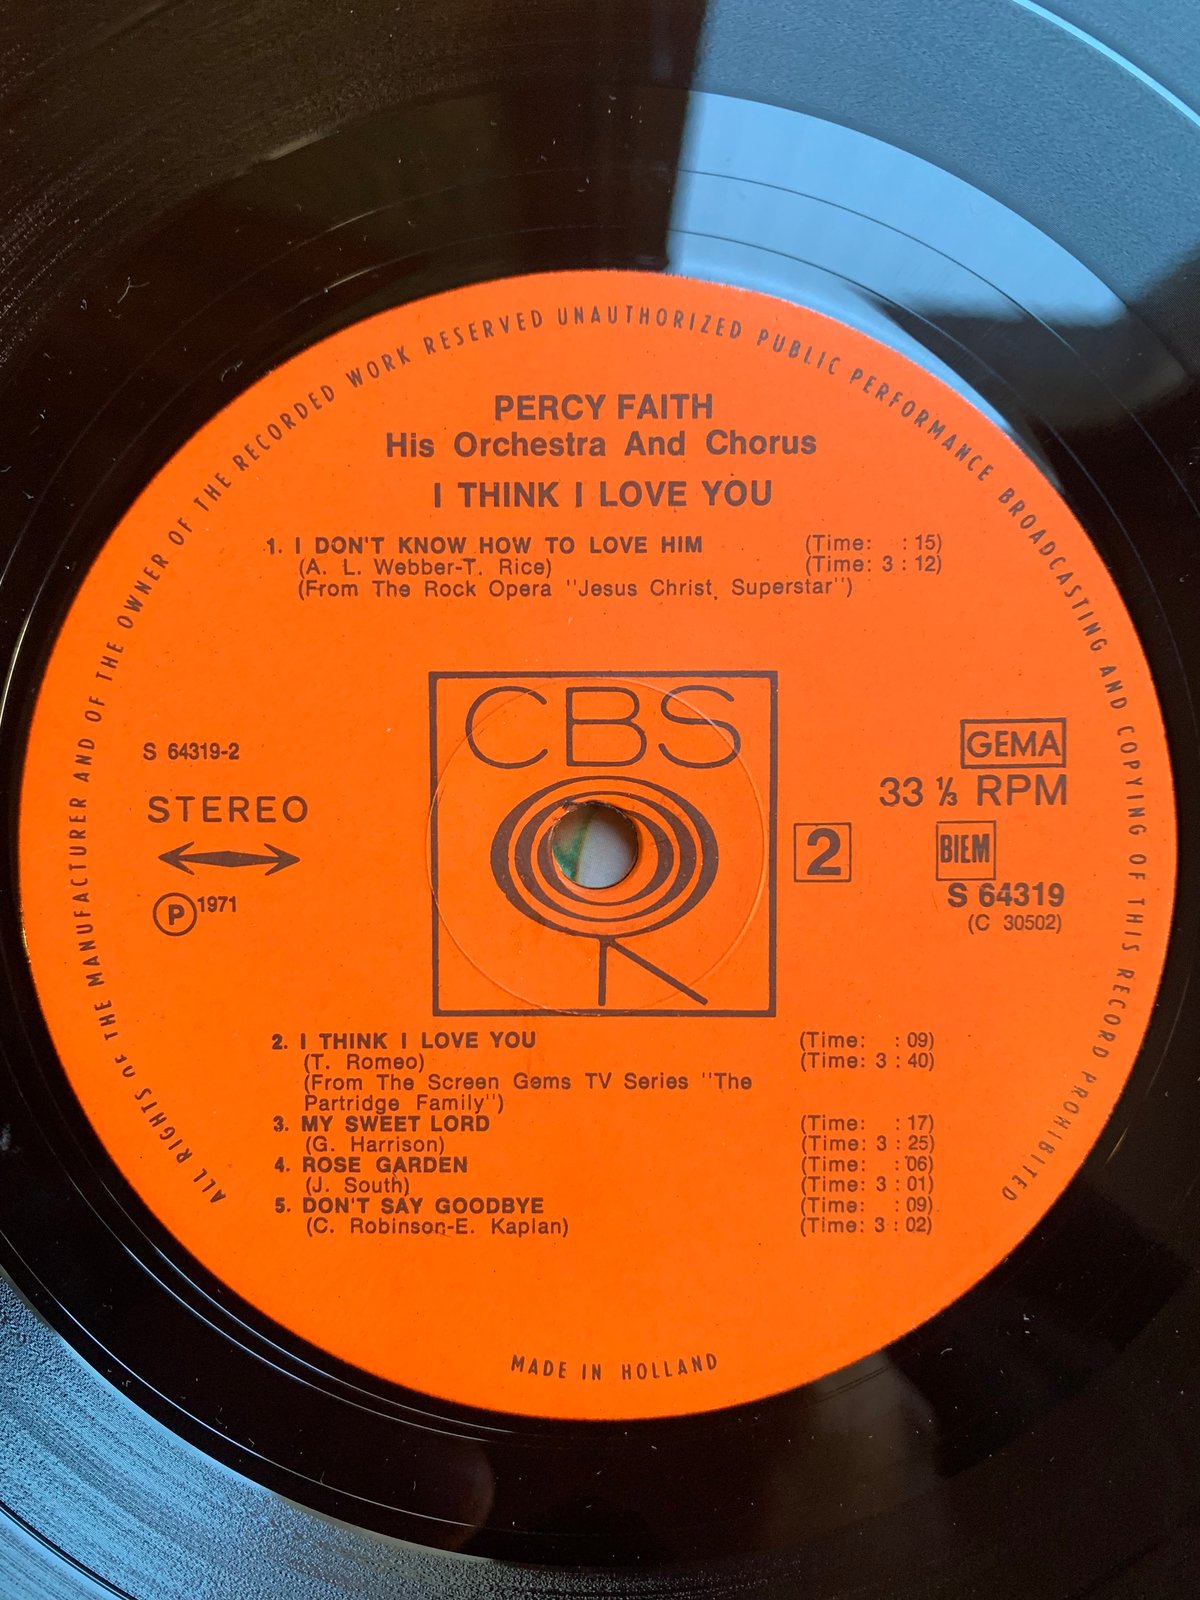 ALL RIGHTS OF THE MANUFACTURER AND OF THE OWNER OF THE RECORDED WORK RESERVED UNAUTHORIZED PUBLIC PERFORMANCE BROADCASTING AND COPYING OF THIS RECORD PROHIBITED
PERCY FAITH
His Orchestra And Chorus
I THINK I LOVE YOU
1. I DON'T KNOW HOW TO LOVE HIM (Time: : 15)
(A. L. Webber-T. Rice) (Time: 3 : 12)
(From The Rock Opera "Jesus Christ, Superstar")
CBS
S 64319-2
STEREO
P 1971
GEMA
33 ⅓ RPM
2
BIEM
S 64319
(C 30502)
2. I THINK I LOVE YOU (Time: : 09)
(T. Romeo) (Time: 3 : 40)
(From The Screen Gems TV Series "The
Partridge Family")
3. MY SWEET LORD (Time: : 17)
(G. Harrison) (Time: 3 : 25)
4. ROSE GARDEN (Time: : 06)
(J. South) (Time: 3 : 01)
5. DON'T SAY GOODBYE (Time: : 09)
(C. Robinson-E. Kaplan) (Time: 3 : 02)
MADE IN HOLLAND